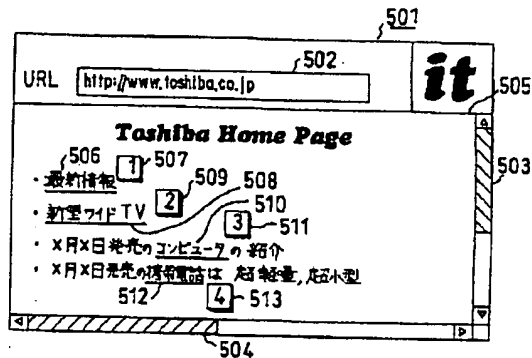 501
502
URL http://www.toshiba.co.jp
it
505
Toshiba Home Page
506 1 507
503
・最新情報
509 508
2 510
・新型ワイドTV
3 511
・X月X日発売のコンピュータの紹介
・X月X日発売の携帯電話は 超軽量,超小型
512 4 513
504